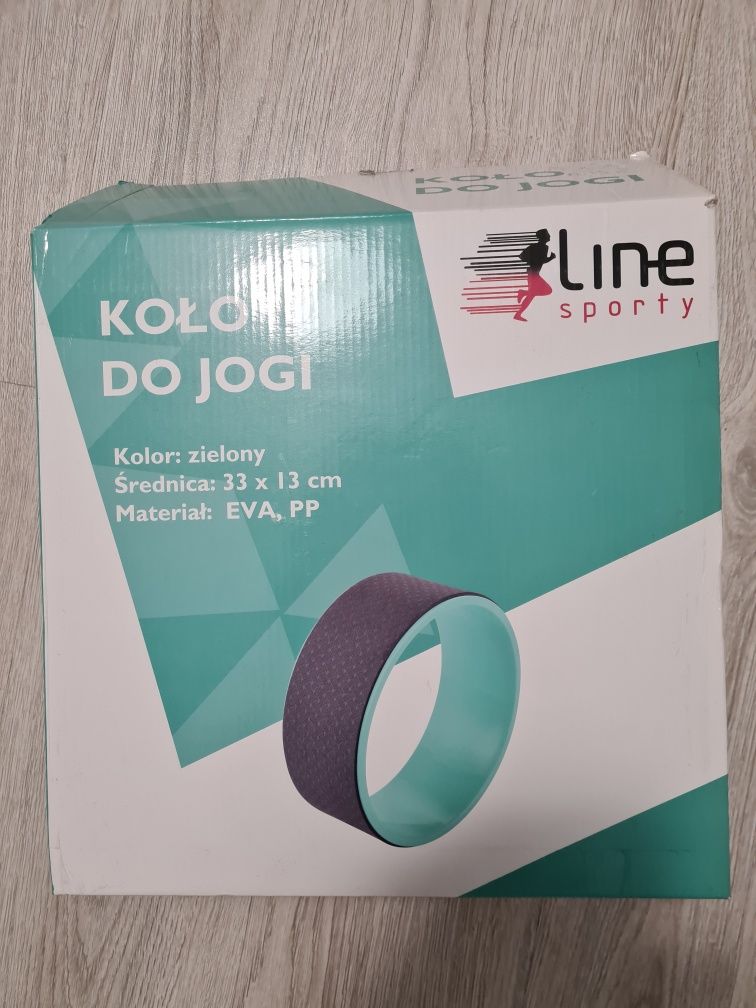 KOŁO
DO JOGI
Line
sporty
KOŁO
DO JOGI
Kolor: zielony
Średnica: 33 x 13 cm
Materiał: EVA, PP